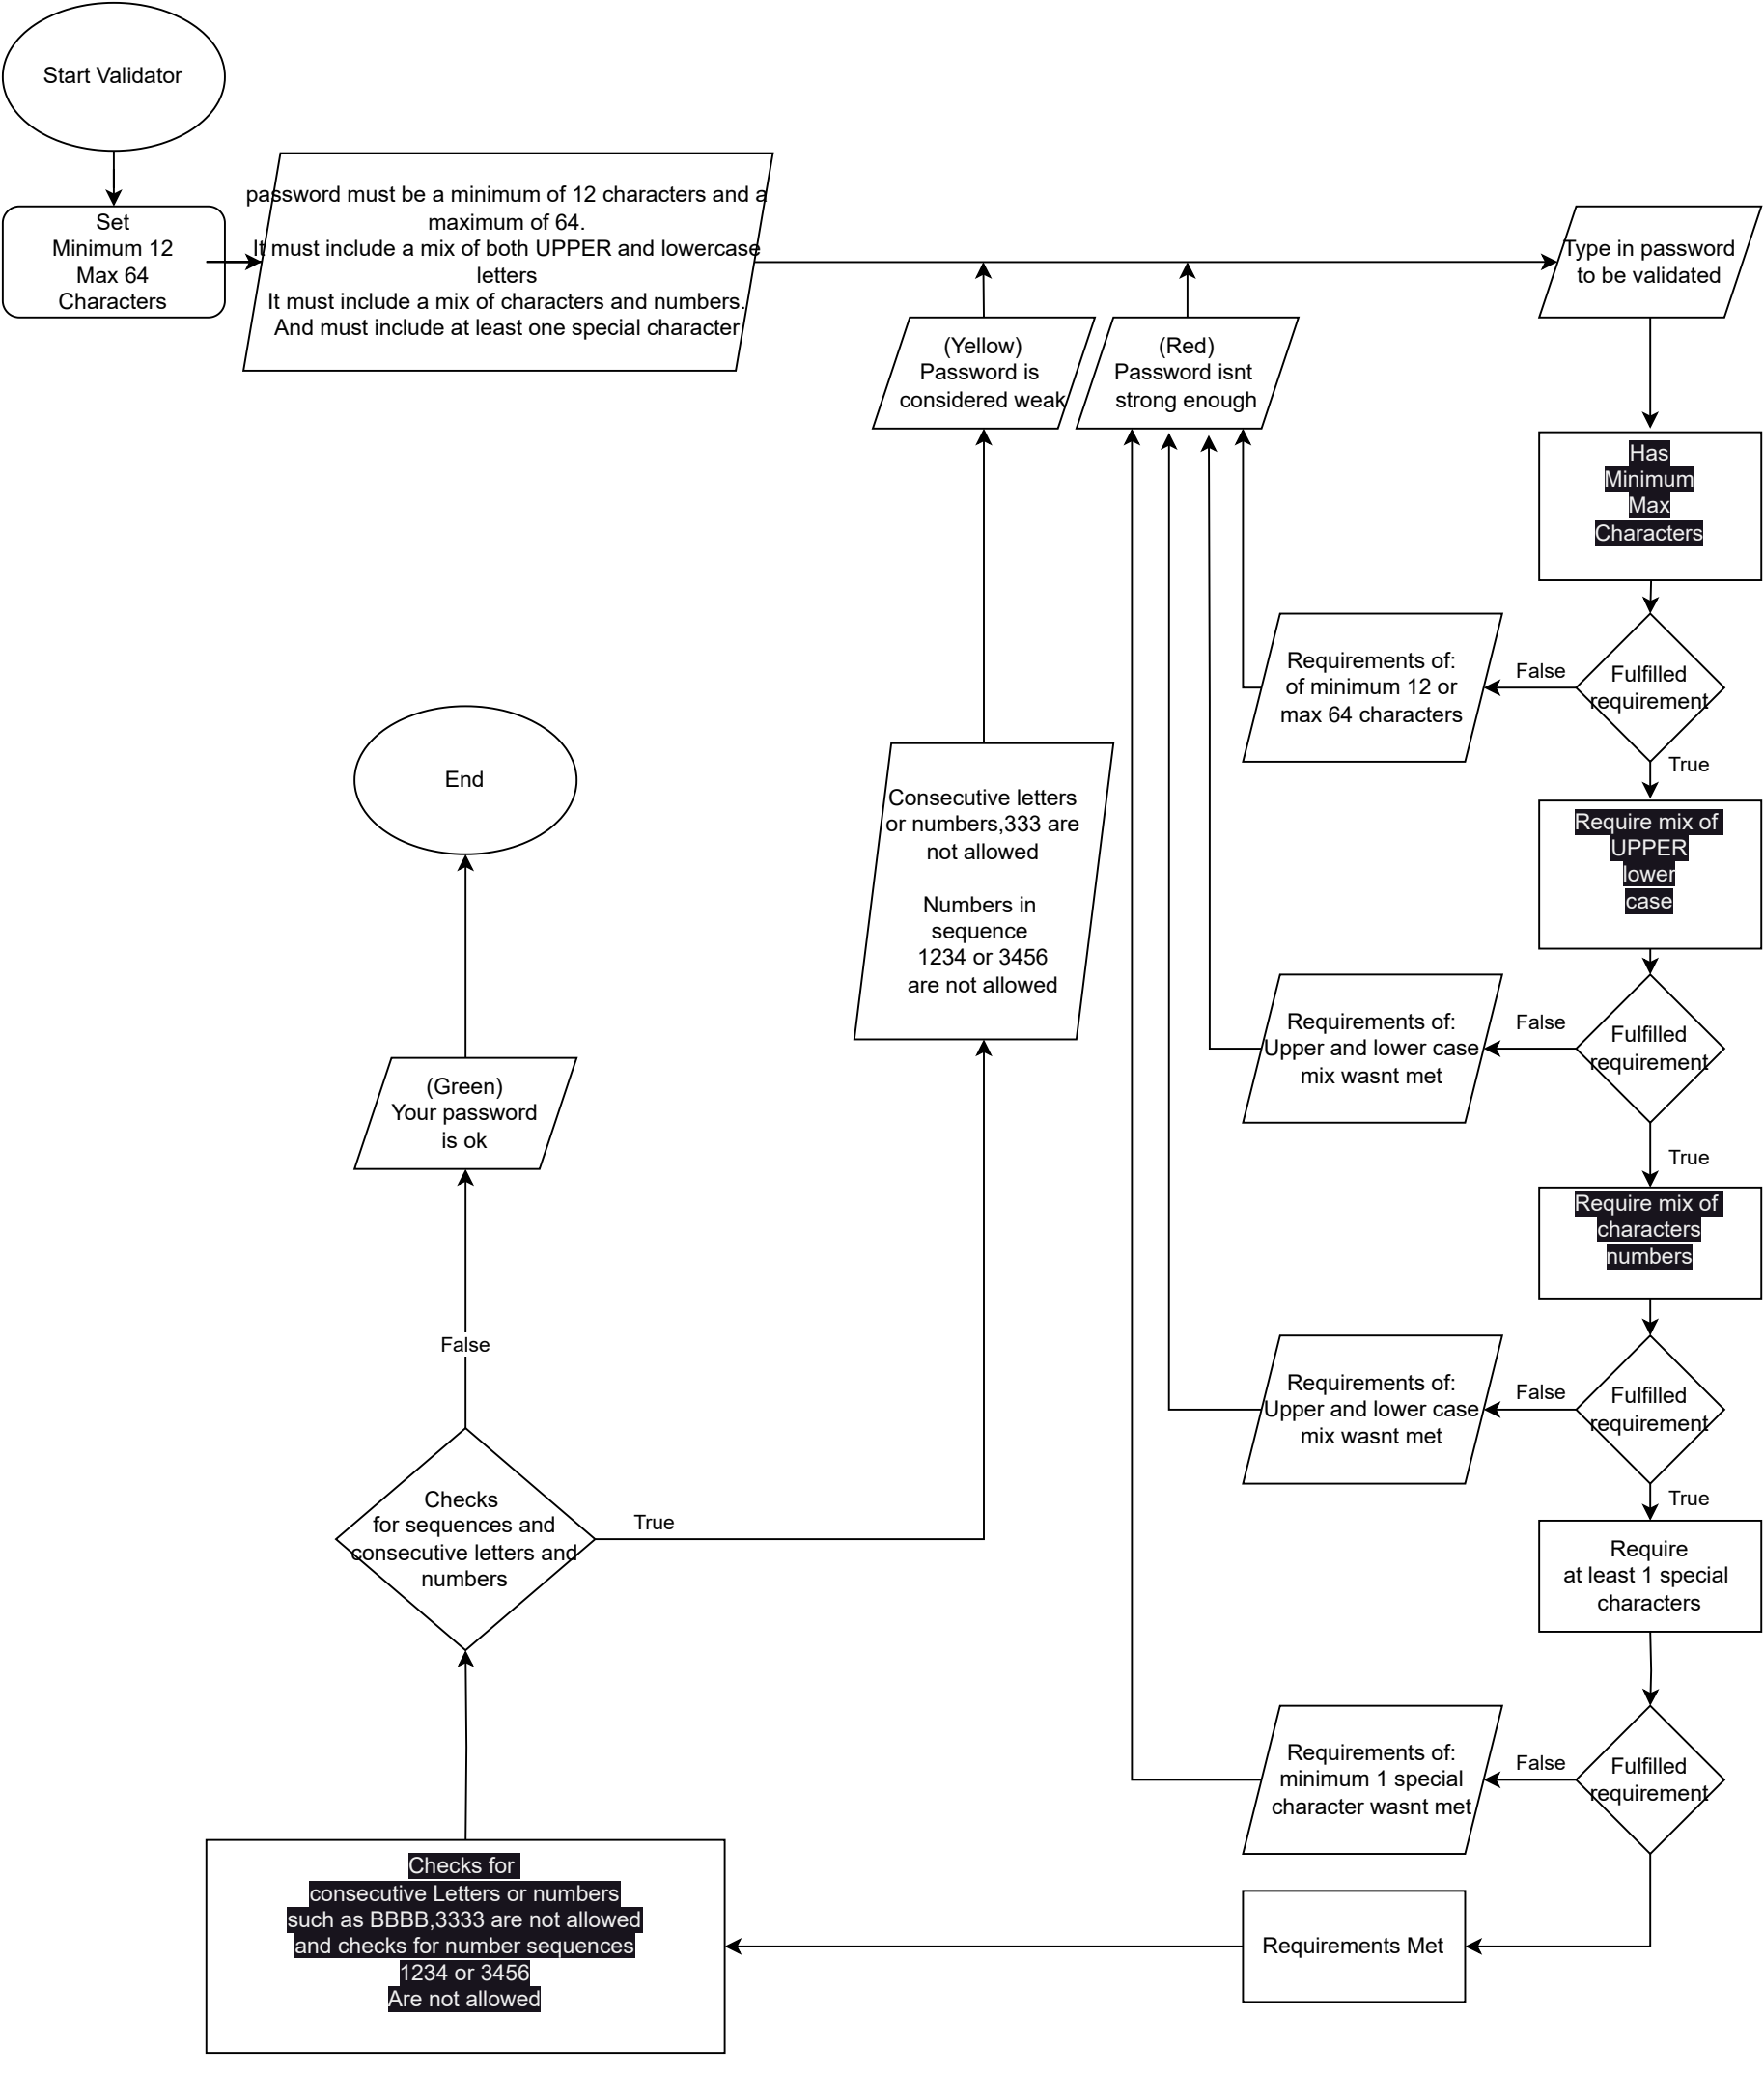 Start Validator
Set
Minimum 12
Max 64
Characters
password must be a minimum of 12 characters and a
maximum of 64.
It must include a mix of both UPPER and lowercase
letters
It must include a mix of characters and numbers.
And must include at least one special character
Type in password
to be validated
(Yellow)
Password is
considered weak
(Red)
Password isnt
strong enough
Has
Minimum
Max
Characters
Fulfilled
requirement
False
Requirements of:
of minimum 12 or
max 64 characters
True
Require mix of
UPPER
lower
case
Fulfilled
requirement
False
Requirements of:
Upper and lower case
mix wasnt met
True
Require mix of
characters
numbers
Fulfilled
requirement
False
Requirements of:
Upper and lower case
mix wasnt met
True
Require
at least 1 special
characters
Fulfilled
requirement
False
Requirements of:
minimum 1 special
character wasnt met
Requirements Met
Checks for
consecutive Letters or numbers
such as BBBB,3333 are not allowed
and checks for number sequences
1234 or 3456
Are not allowed
Checks
for sequences and
consecutive letters and
numbers
True
Consecutive letters
or numbers,333 are
not allowed
Numbers in
sequence
1234 or 3456
are not allowed
False
(Green)
Your password
is ok
End